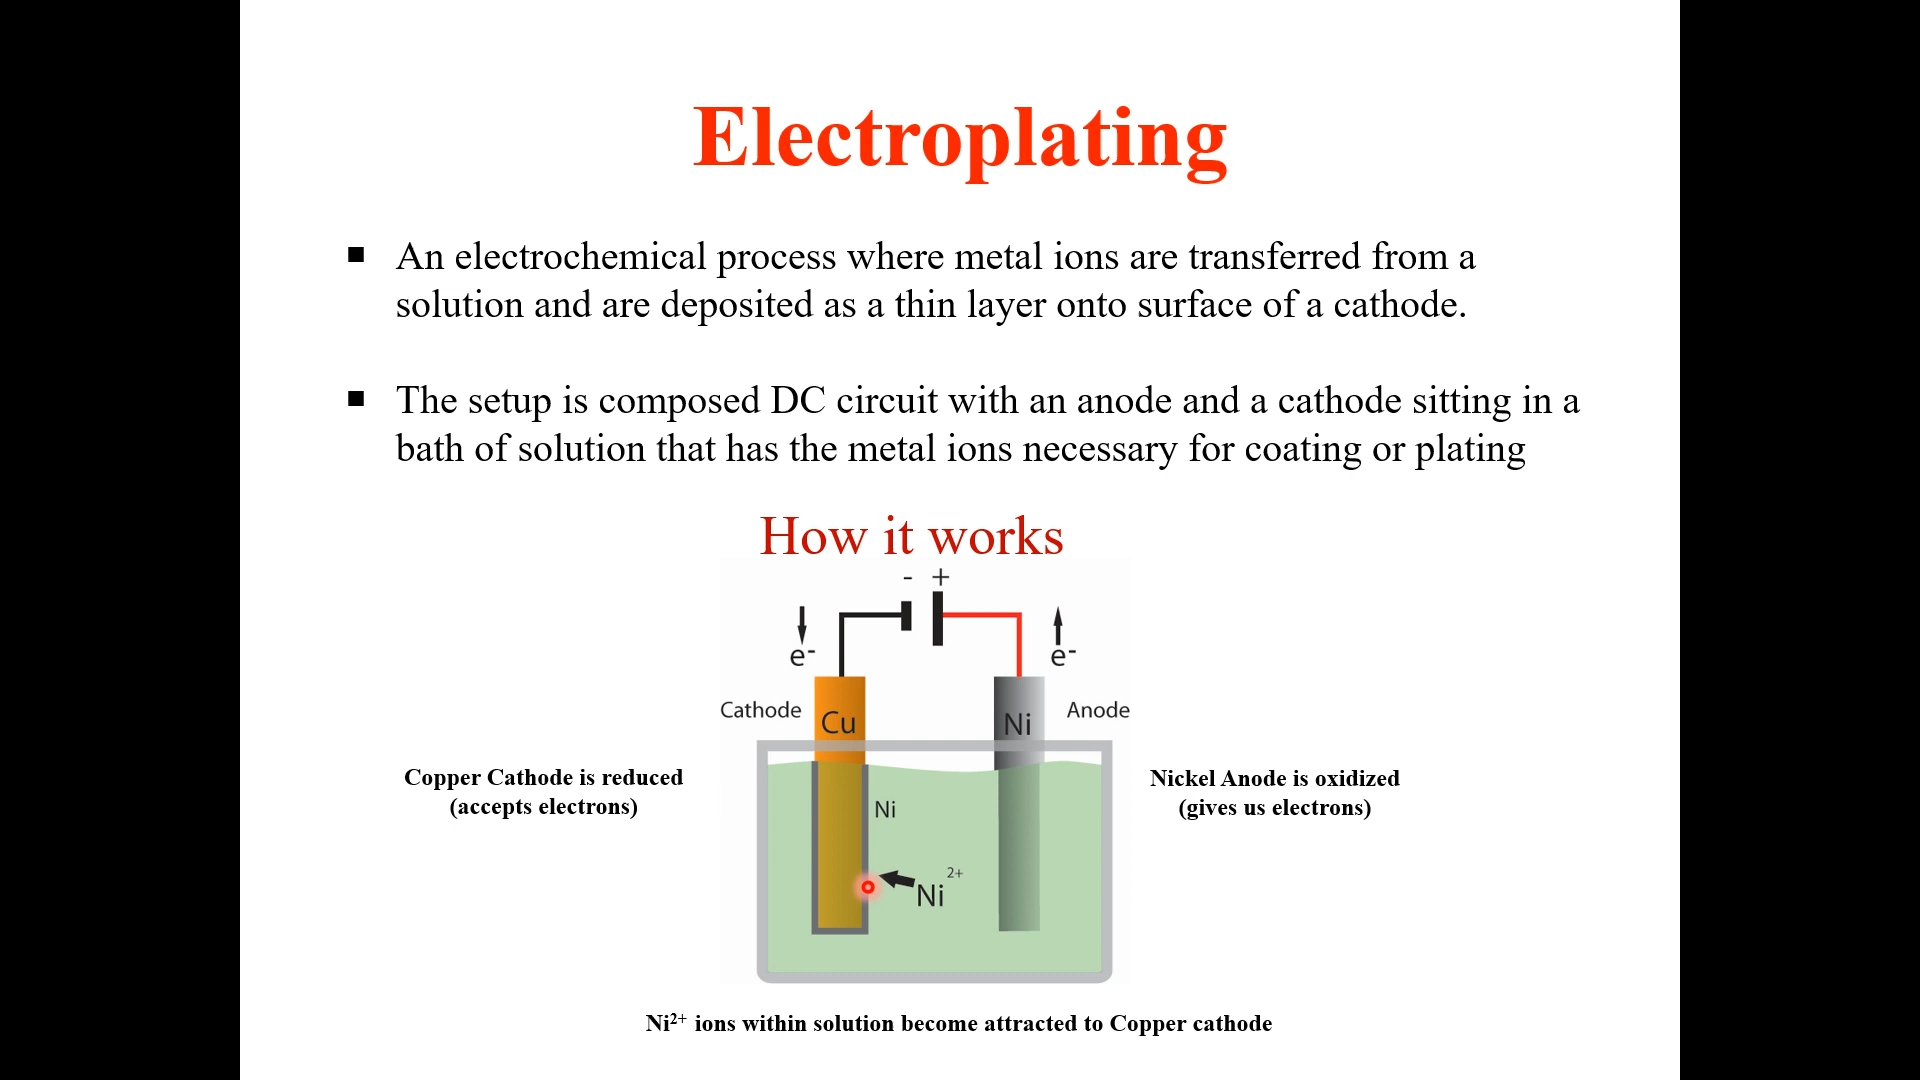 Electroplating
■ An electrochemical process where metal ions are transferred from a
solution and are deposited as a thin layer onto surface of a cathode.
■ The setup is composed DC circuit with an anode and a cathode sitting in a
bath of solution that has the metal ions necessary for coating or plating
How it works
- +
e- e-
Cathode Cu Ni Anode
Copper Cathode is reduced
(accepts electrons)
Ni
Ni2+
Nickel Anode is oxidized
(gives us electrons)
Ni2+ ions within solution become attracted to Copper cathode